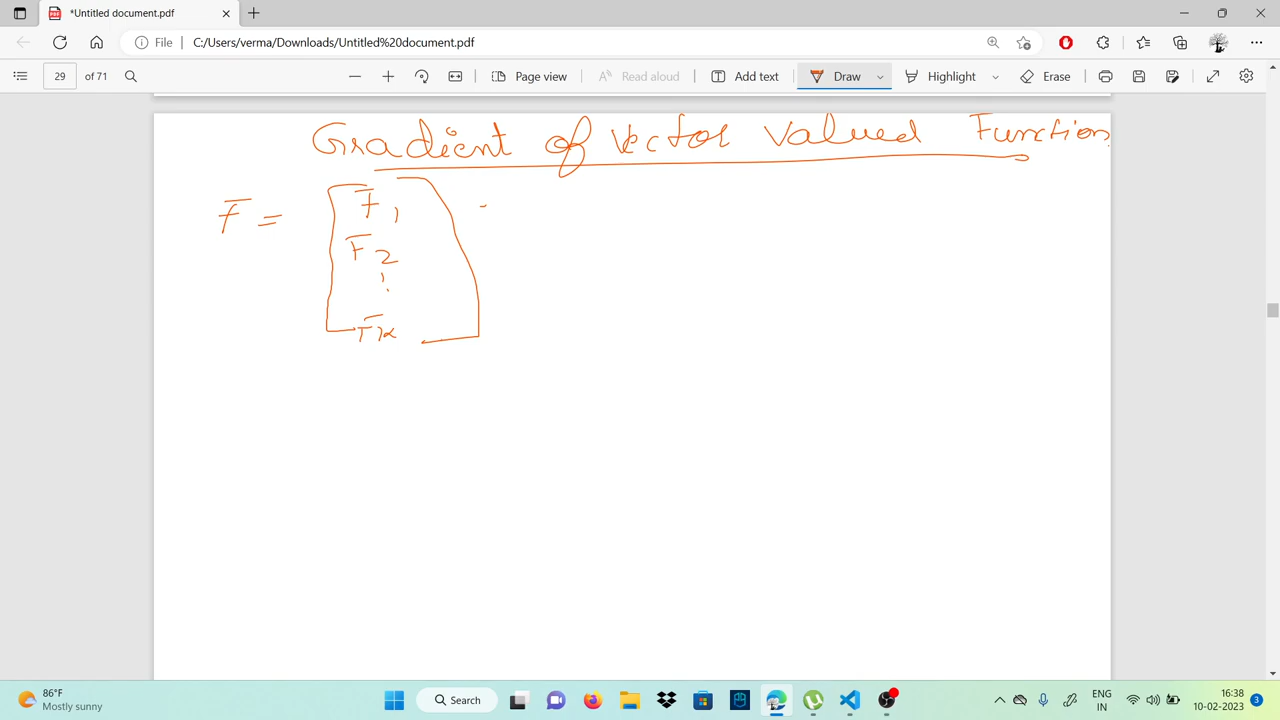 *Untitled document.pdf
File C:/Users/verma/Downloads/Untitled%20document.pdf
29 of 71 Page view Read aloud Add text Draw Highlight Erase
Gradient of Vector Valued Function
F = F1
F2
86°F
Mostly sunny
Search
ENG
IN
16:38
10-02-2023
3